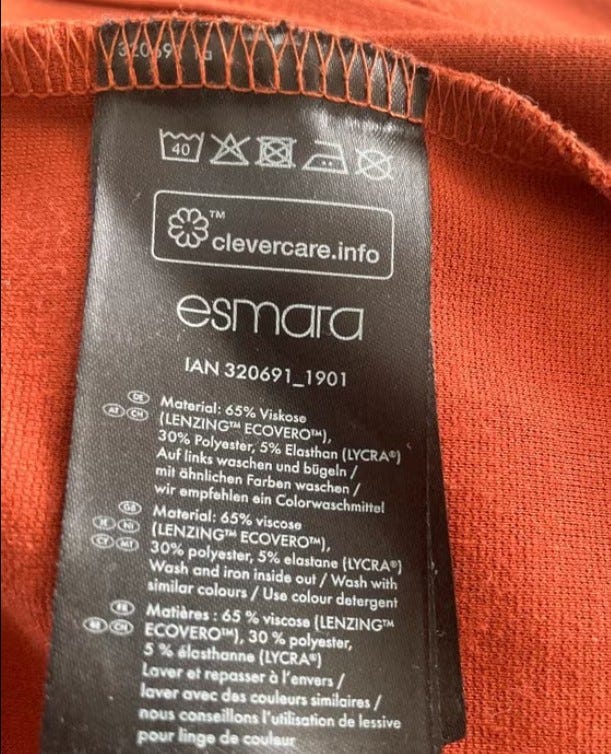 40
™
clevercare.info
esmara
IAN 320691_1901
DE AT CH
Material: 65% Viskose
(LENZING™ ECOVERO™),
30% Polyester, 5% Elasthan (LYCRA®)
Auf links waschen und bügeln /
mit ähnlichen Farben waschen /
wir empfehlen ein Colorwaschmittel
GB IE NI CY MT
Material: 65% viscose
(LENZING™ ECOVERO™),
30% polyester, 5% elastane (LYCRA®)
Wash and iron inside out / Wash with
similar colours / Use colour detergent
FR BE CH
Matières : 65 % viscose (LENZING™
ECOVERO™), 30 % polyester,
5 % élasthanne (LYCRA®)
Laver et repasser à l'envers /
laver avec des couleurs similaires /
nous conseillons l'utilisation de lessive
pour linge de couleur